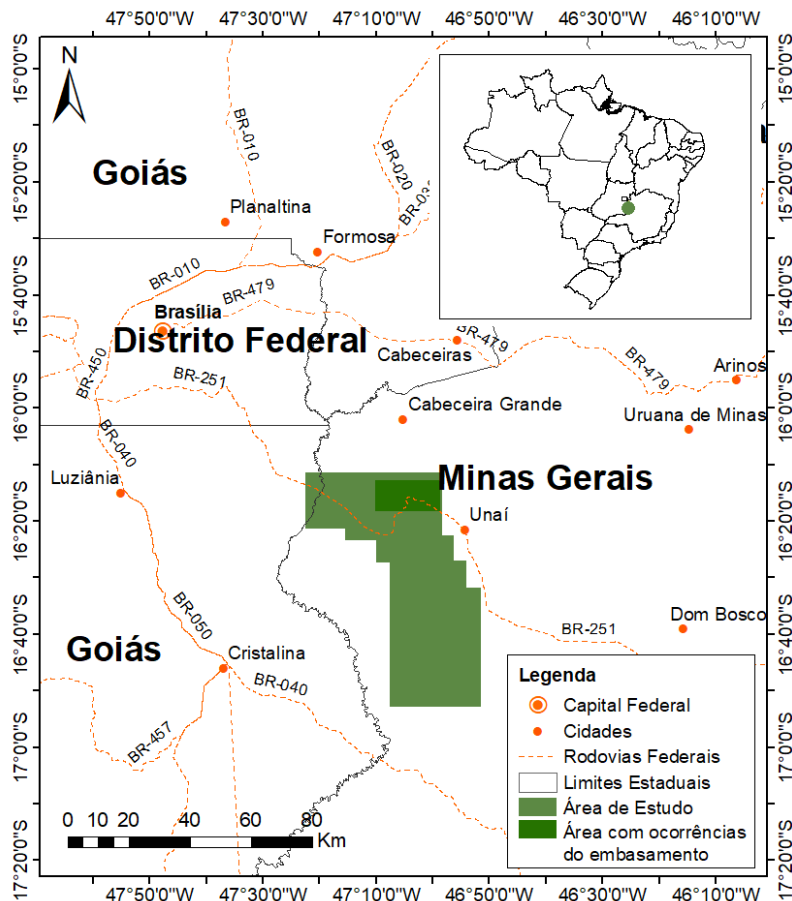 47°50'0"W 47°30'0"W 47°10'0"W 46°50'0"W 46°30'0"W 46°10'0"W
15°0'0"S
15°20'0"S
15°40'0"S
16°0'0"S
16°20'0"S
16°40'0"S
17°0'0"S
17°20'0"S
N
BR-010
BR-020
BR-03
Goiás
Planaltina
Formosa
BR-010
BR-479
Brasília
Distrito Federal
BR-479
Cabeceiras
BR-450
BR-251
BR-479
Arinos
Cabeceira Grande
Uruana de Minas
BR-040
Luziânia
Minas Gerais
Unaí
BR-050
Dom Bosco
BR-251
Goiás
Cristalina
BR-040
BR-457
Legenda
Capital Federal
Cidades
Rodovias Federais
Limites Estaduais
Área de Estudo
Área com ocorrências
do embasamento
0 10 20 40 60 80
Km
15°0'0"S
15°20'0"S
15°40'0"S
16°0'0"S
16°20'0"S
16°40'0"S
17°0'0"S
17°20'0"S
47°50'0"W 47°30'0"W 47°10'0"W 46°50'0"W 46°30'0"W 46°10'0"W